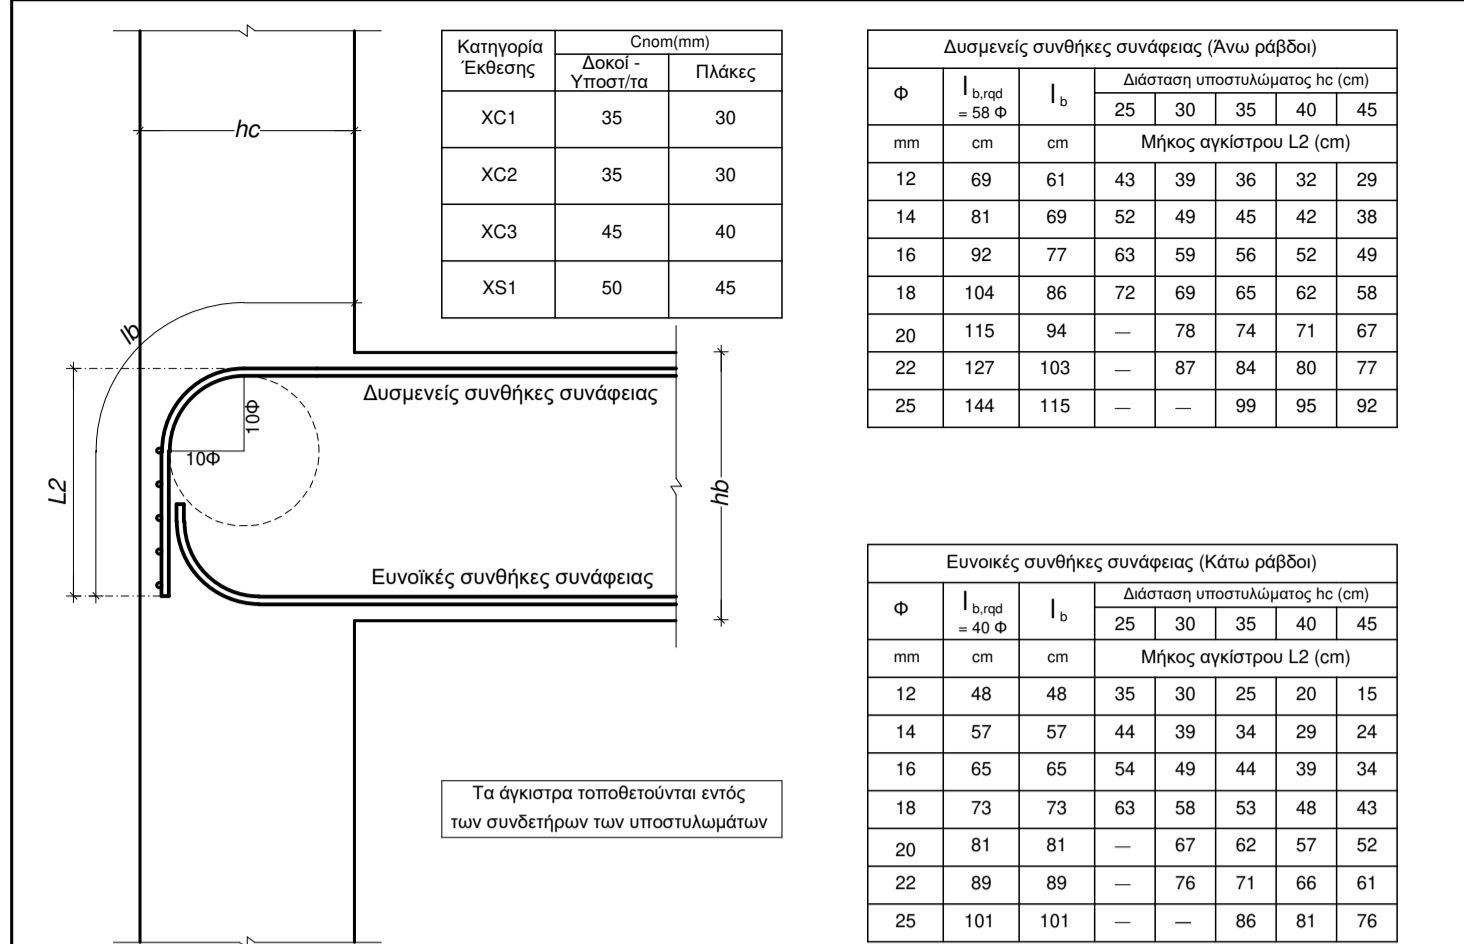 hc
lb
L2
10Φ
10Φ
Δυσμενείς συνθήκες συνάφειας
Ευνοϊκές συνθήκες συνάφειας
hb
Κατηγορία Έκθεσης | Cnom(mm)
Δοκοί - Υποστ/τα | Πλάκες
XC1 35 30
XC2 35 30
XC3 45 40
XS1 50 45
Τα άγκιστρα τοποθετούνται εντός
των συνδετήρων των υποστυλωμάτων
Δυσμενείς συνθήκες συνάφειας (Άνω ράβδοι)
Φ | l b,rqd = 58 Φ | l b | Διάσταση υποστυλώματος hc (cm)
25 30 35 40 45
mm cm cm Μήκος αγκίστρου L2 (cm)
12 69 61 43 39 36 32 29
14 81 69 52 49 45 42 38
16 92 77 63 59 56 52 49
18 104 86 72 69 65 62 58
20 115 94 — 78 74 71 67
22 127 103 — 87 84 80 77
25 144 115 — — 99 95 92
Ευνοικές συνθήκες συνάφειας (Κάτω ράβδοι)
Φ | l b,rqd = 40 Φ | l b | Διάσταση υποστυλώματος hc (cm)
25 30 35 40 45
mm cm cm Μήκος αγκίστρου L2 (cm)
12 48 48 35 30 25 20 15
14 57 57 44 39 34 29 24
16 65 65 54 49 44 39 34
18 73 73 63 58 53 48 43
20 81 81 — 67 62 57 52
22 89 89 — 76 71 66 61
25 101 101 — — 86 81 76